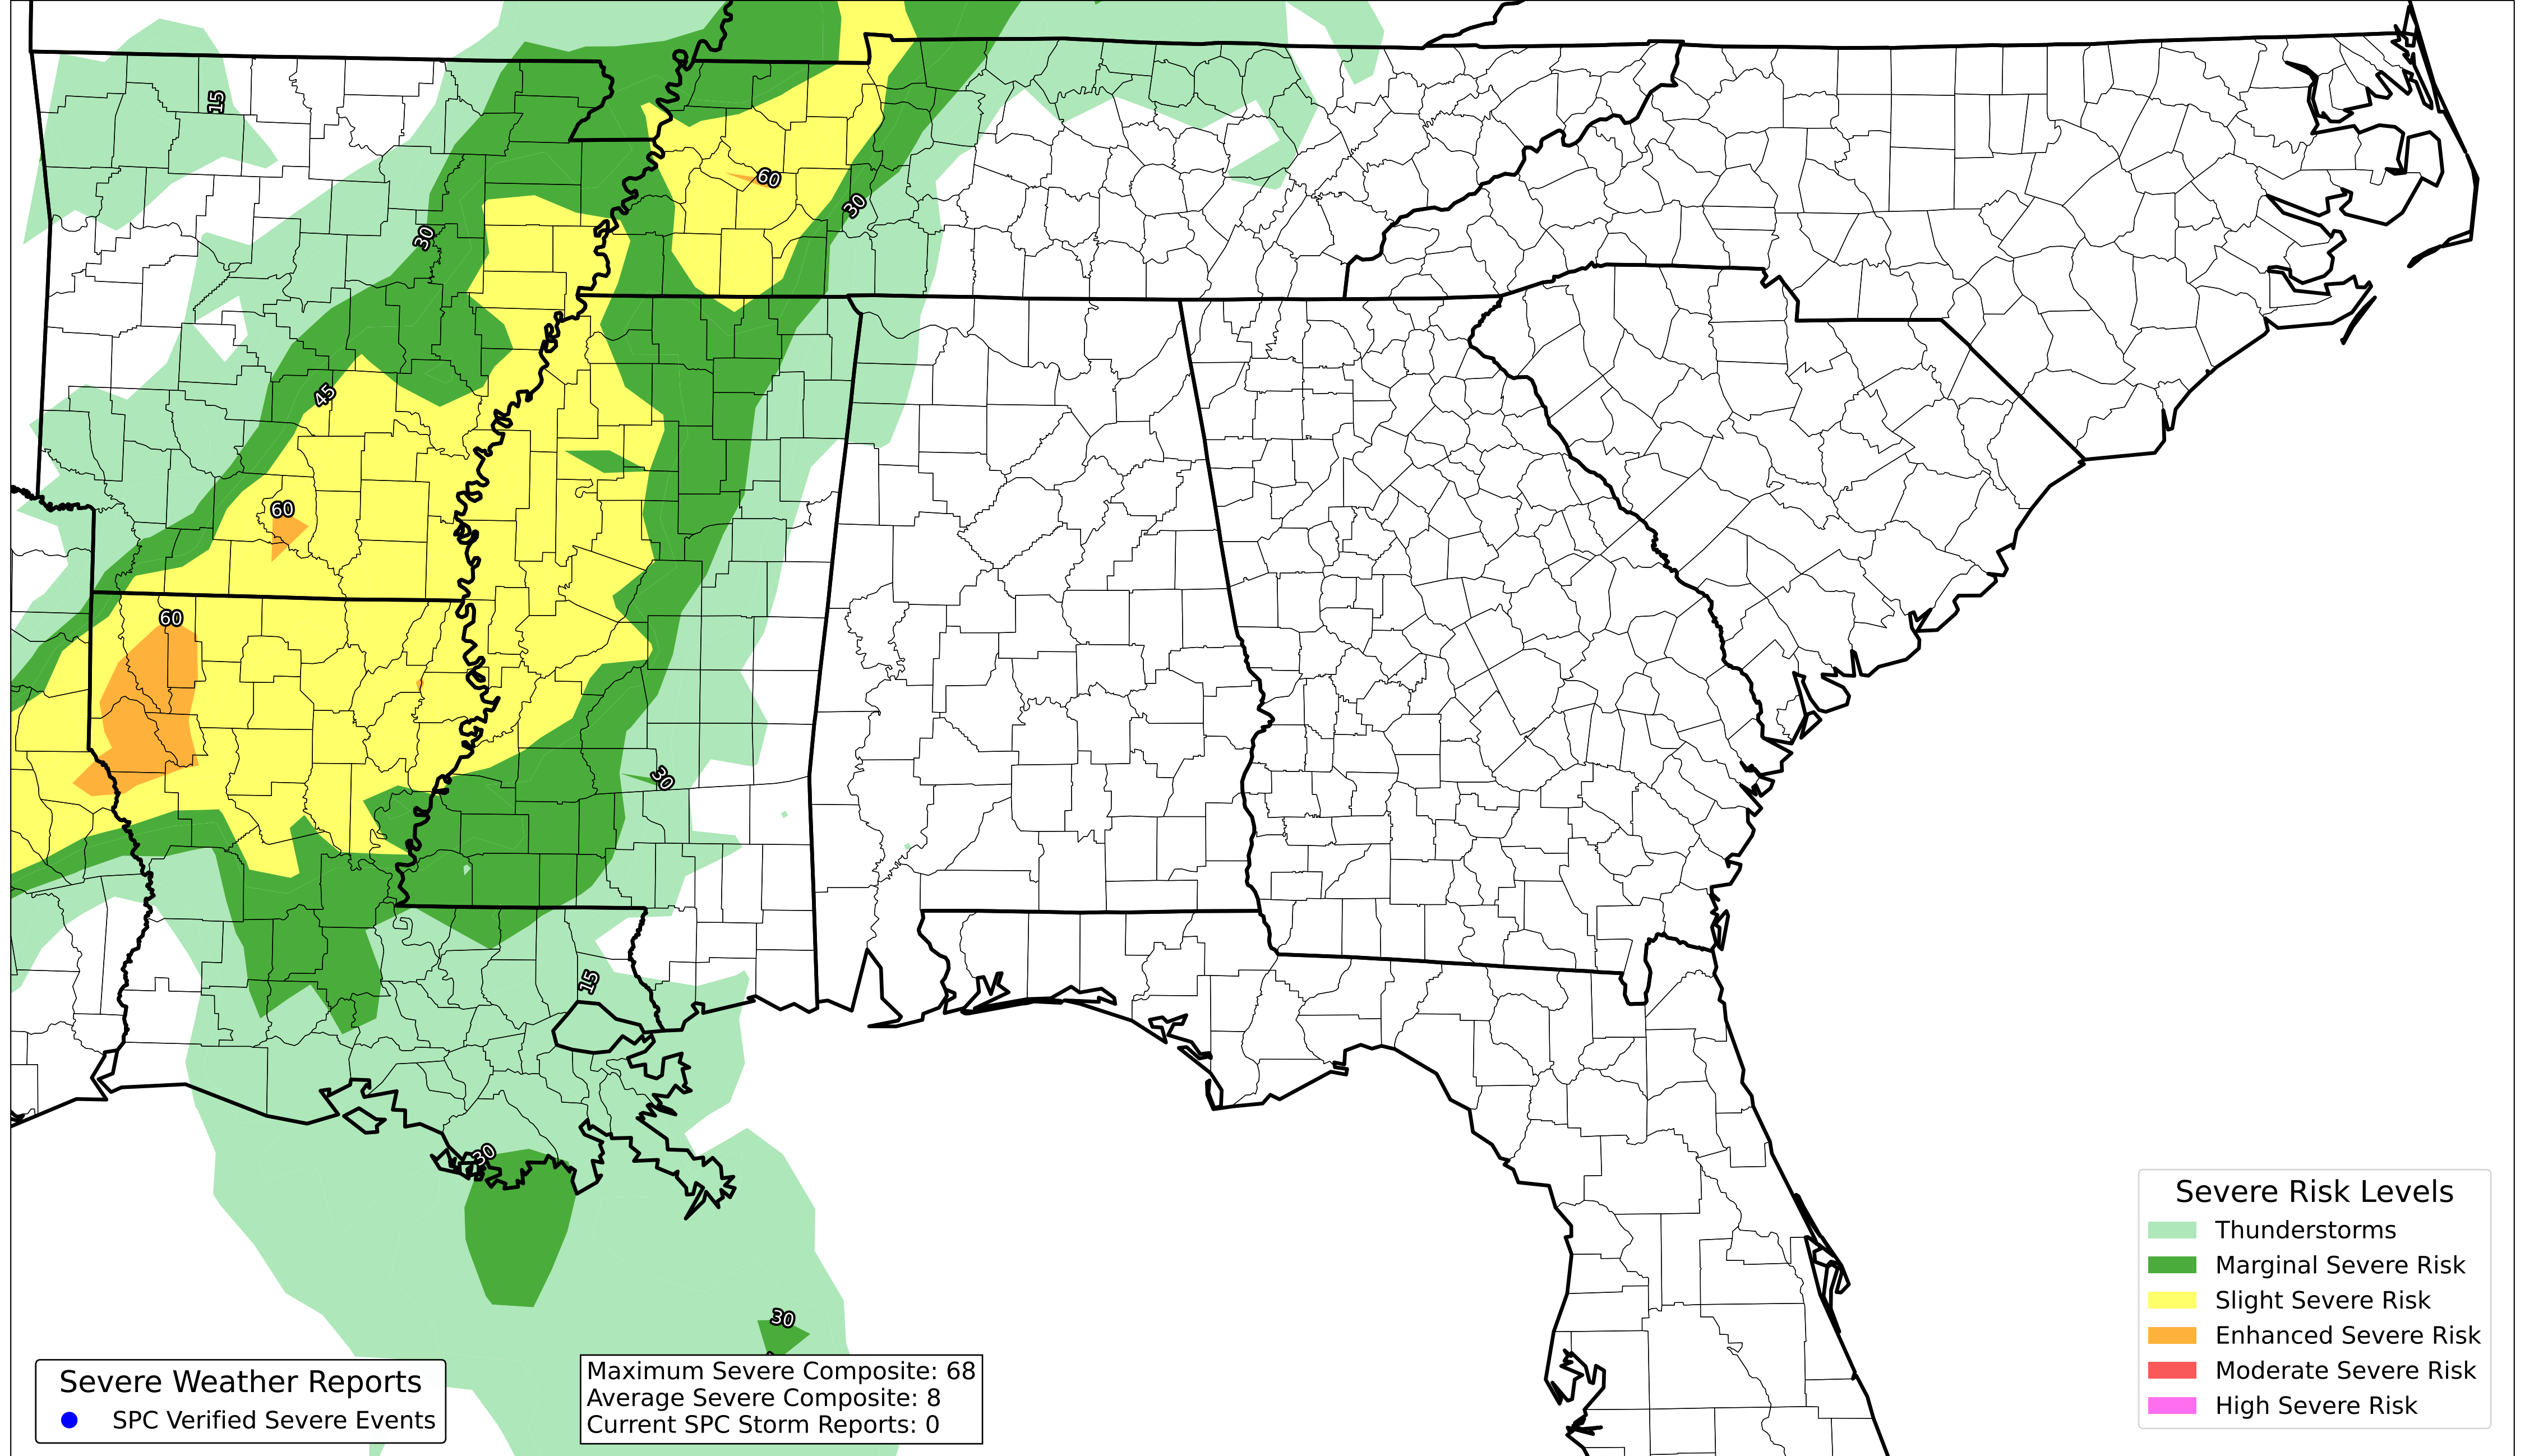 15
60
30
30
45
60
60
30
15
30
30
Severe Risk Levels
Thunderstorms
Marginal Severe Risk
Slight Severe Risk
Enhanced Severe Risk
Moderate Severe Risk
High Severe Risk
Severe Weather Reports
SPC Verified Severe Events
Maximum Severe Composite: 68
Average Severe Composite: 8
Current SPC Storm Reports: 0